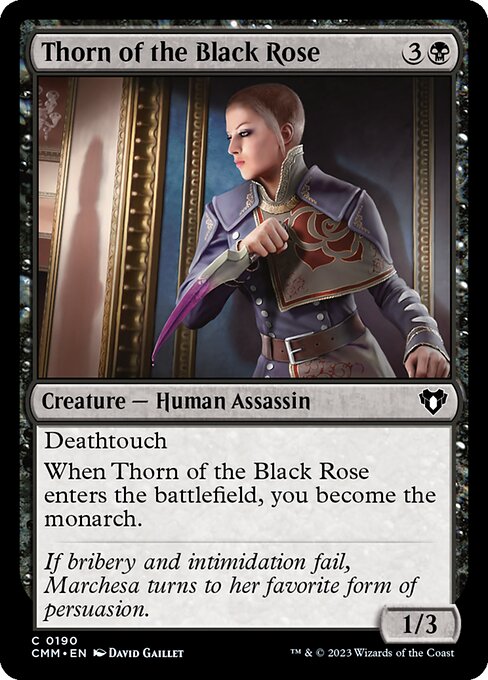 Thorn of the Black Rose 3
Creature — Human Assassin
Deathtouch
When Thorn of the Black Rose
enters the battlefield, you become the
monarch.
If bribery and intimidation fail,
Marchesa turns to her favorite form of
persuasion.
1/3
C 0190
CMM • EN David Gaillet
™ & © 2023 Wizards of the Coast